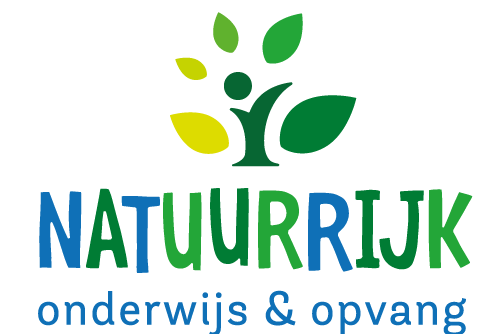 NATUURRIJK
onderwijs & opvang